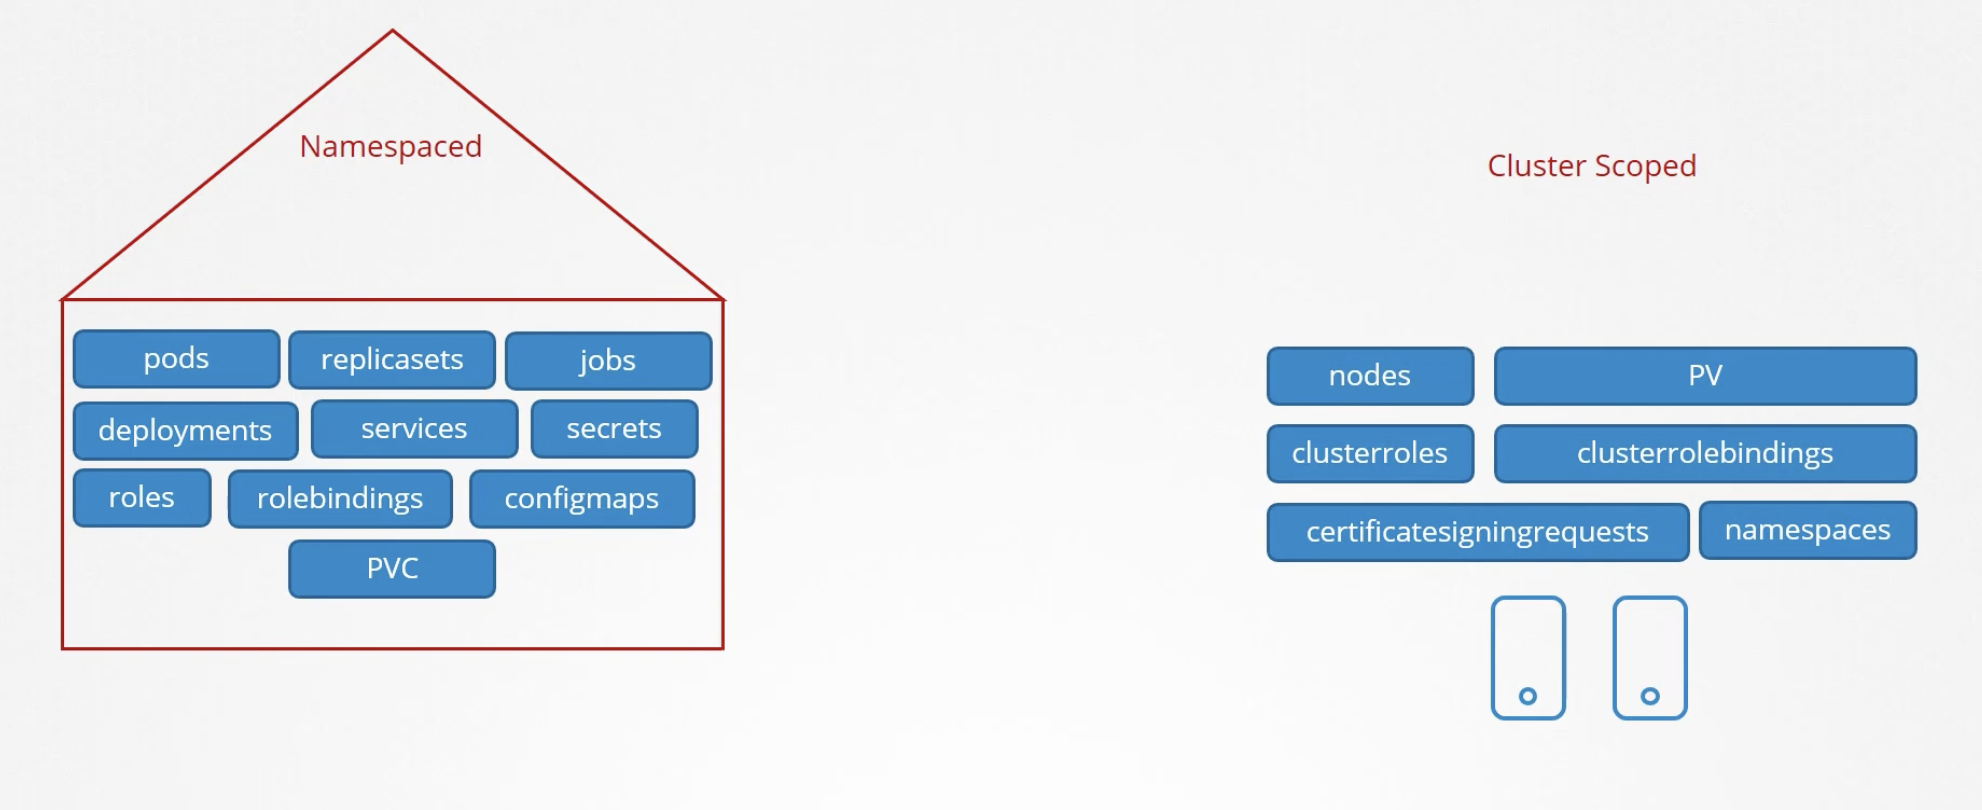 Namespaced
pods
replicasets
jobs
deployments
services
secrets
roles
rolebindings
configmaps
PVC
Cluster Scoped
nodes
PV
clusterroles
clusterrolebindings
certificatesigningrequests
namespaces